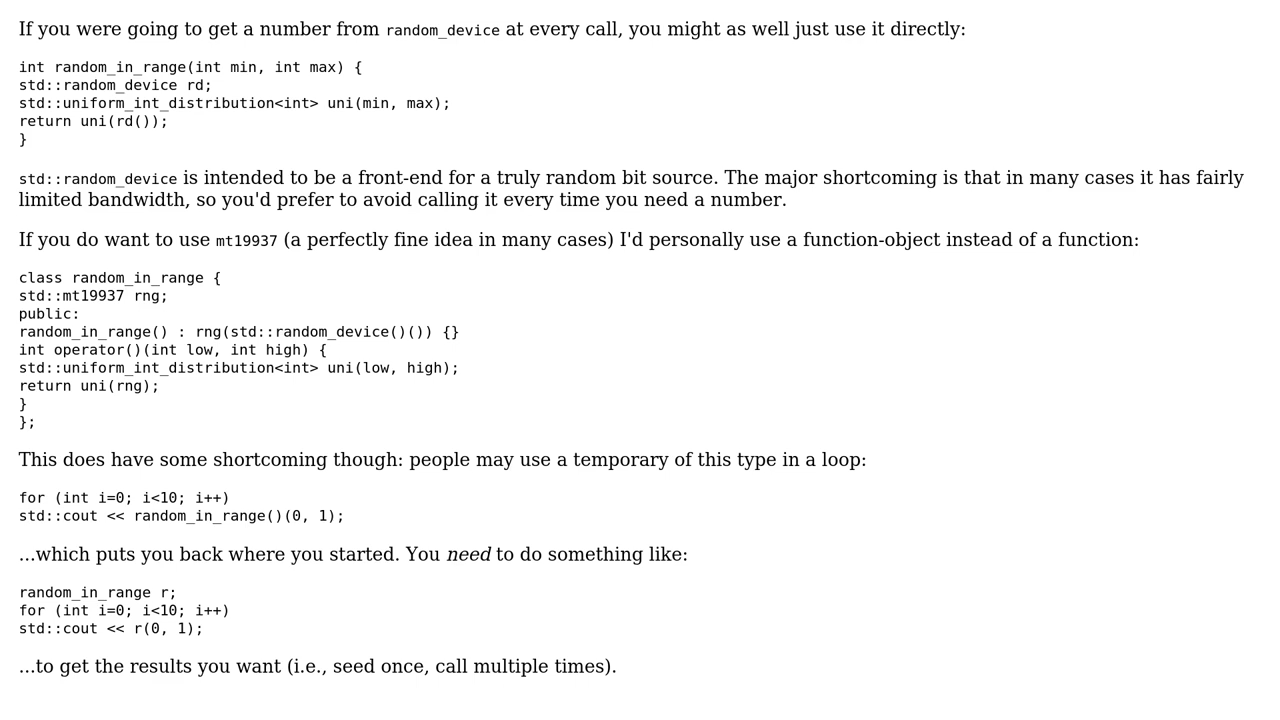 If you were going to get a number from random_device at every call, you might as well just use it directly:
int random_in_range(int min, int max) {
std::random_device rd;
std::uniform_int_distribution<int> uni(min, max);
return uni(rd());
}
std::random_device is intended to be a front-end for a truly random bit source. The major shortcoming is that in many cases it has fairly
limited bandwidth, so you'd prefer to avoid calling it every time you need a number.
If you do want to use mt19937 (a perfectly fine idea in many cases) I'd personally use a function-object instead of a function:
class random_in_range {
std::mt19937 rng;
public:
random_in_range() : rng(std::random_device()()) {}
int operator()(int low, int high) {
std::uniform_int_distribution<int> uni(low, high);
return uni(rng);
}
};
This does have some shortcoming though: people may use a temporary of this type in a loop:
for (int i=0; i<10; i++)
std::cout << random_in_range()(0, 1);
...which puts you back where you started. You need to do something like:
random_in_range r;
for (int i=0; i<10; i++)
std::cout << r(0, 1);
...to get the results you want (i.e., seed once, call multiple times).